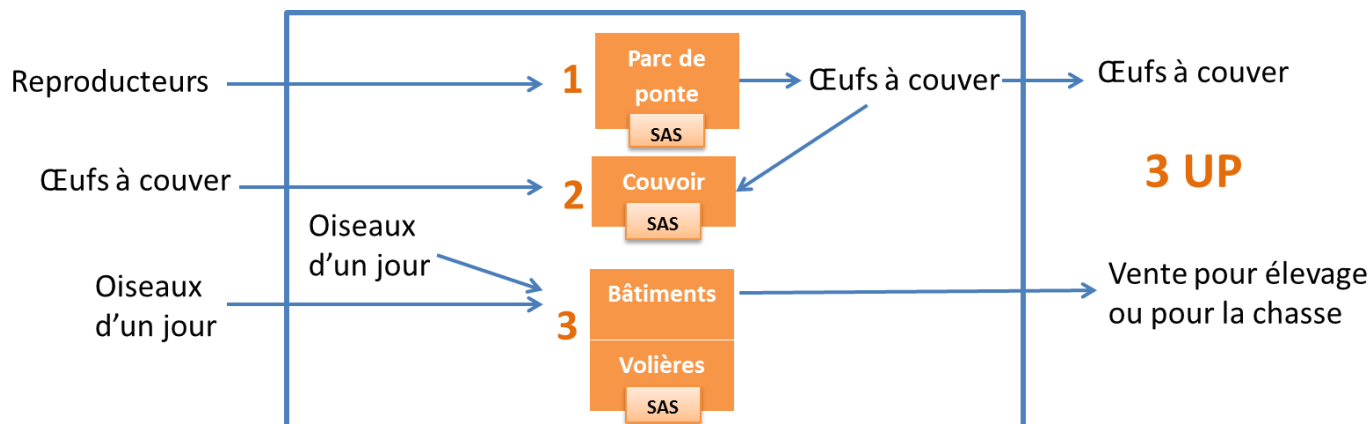 Reproducteurs
1
Parc de
ponte
SAS
Œufs à couver
Œufs à couver
Œufs à couver
2
Couvoir
SAS
3 UP
Oiseaux
d'un jour
Oiseaux
d'un jour
3
Bâtiments
Volières
SAS
Vente pour élevage
ou pour la chasse